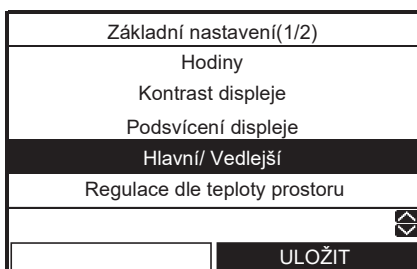 Základní nastavení(1/2)
Hodiny
Kontrast displeje
Podsvícení displeje
Hlavní/ Vedlejší
Regulace dle teploty prostoru
ULOŽIT